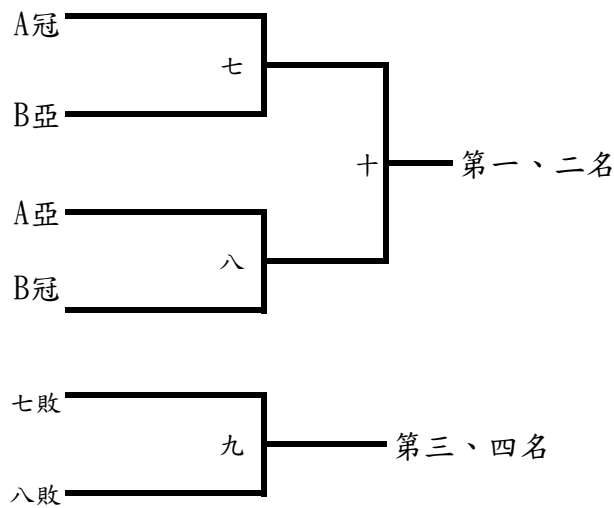 A冠
七
B亞
十 第一、二名
A亞
八
B冠
七敗
九 第三、四名
八敗